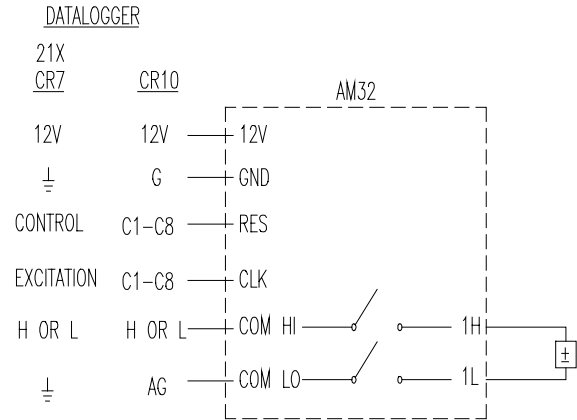 DATALOGGER
21X
CR7 CR10 AM32
12V 12V 12V
G GND
CONTROL C1-C8 RES
EXCITATION C1-C8 CLK
H OR L H OR L COM HI 1H
±
AG COM LO 1L